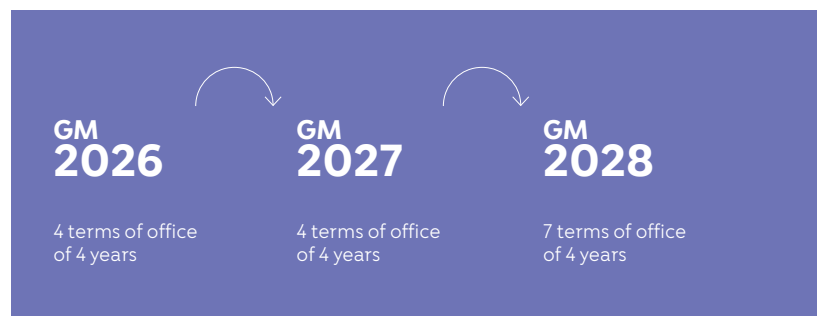 GM
2026
4 terms of office
of 4 years
GM
2027
4 terms of office
of 4 years
GM
2028
7 terms of office
of 4 years